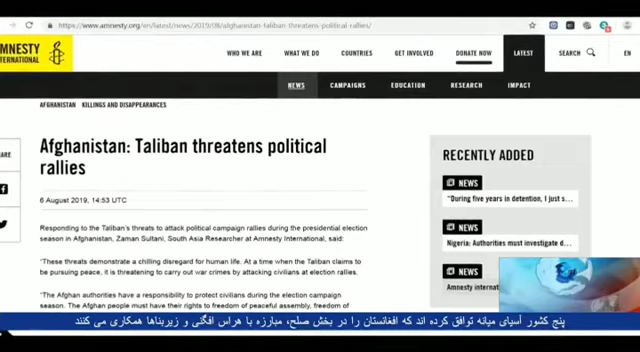 https://www.amnesty.org/en/latest/news/2019/08/afghanistan-taliban-threatens-political-rallies/
MNESTY
NTERNATIONAL
WHO WE ARE WHAT WE DO COUNTRIES GET INVOLVED DONATE NOW LATEST SEARCH EN
NEWS CAMPAIGNS EDUCATION RESEARCH IMPACT
AFGHANISTAN KILLINGS AND DISAPPEARANCES
ARE
Afghanistan: Taliban threatens political
rallies
6 August 2019, 14:53 UTC
Responding to the Taliban's threats to attack political campaign rallies during the presidential election
season in Afghanistan, Zaman Sultani, South Asia Researcher at Amnesty International, said:
"These threats demonstrate a chilling disregard for human life. At a time when the Taliban claims to
be pursuing peace, it is threatening to carry out war crimes by attacking civilians at election rallies.
"The Afghan authorities have a responsibility to protect civilians during the election campaign
season. The Afghan people must have their rights to freedom of peaceful assembly, freedom of
RECENTLY ADDED
NEWS
"During five years in detention, I just s...
NEWS
Nigeria: Authorities must investigate d...
NEWS
Amnesty internat
پنج کشور آسیای میانه توافق کرده اند که افغانستان را در بخش صلح، مبارزه با هراس افگنی و زیربناها همکاری می کنند